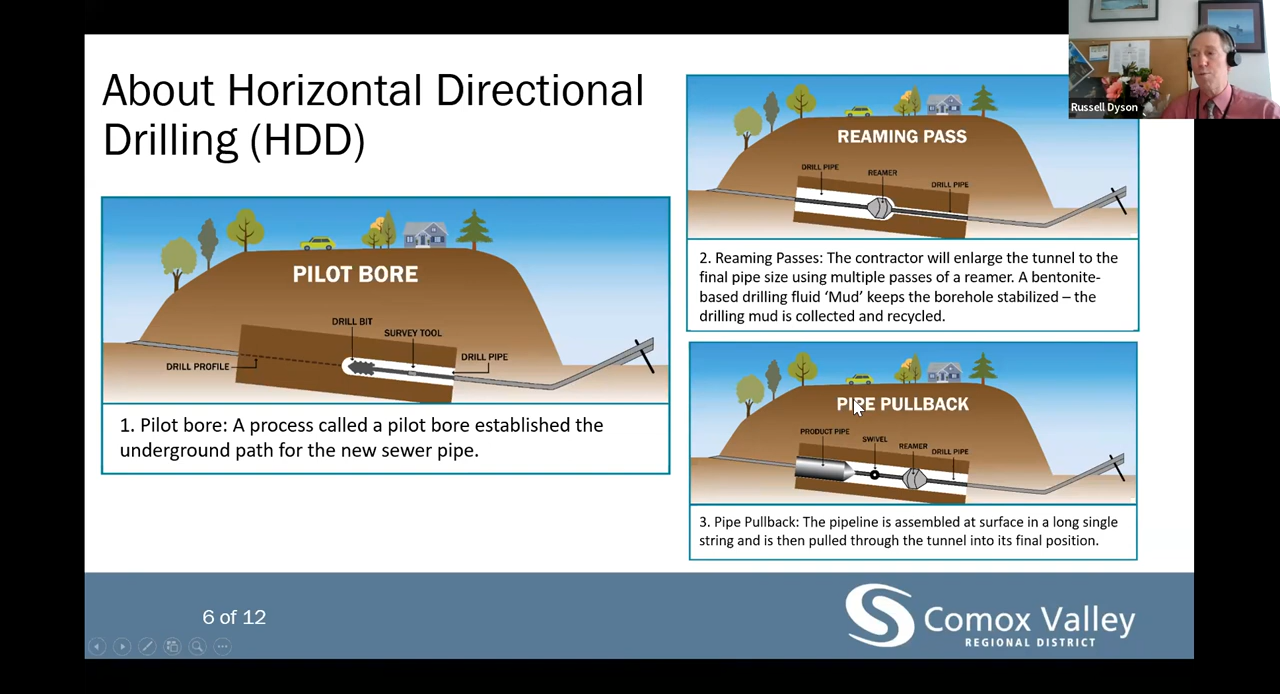 About Horizontal Directional
Drilling (HDD)
PILOT BORE
DRILL BIT
SURVEY TOOL
DRILL PIPE
DRILL PROFILE
1. Pilot bore: A process called a pilot bore established the
underground path for the new sewer pipe.
Russell Dyson
REAMING PASS
DRILL PIPE
REAMER
DRILL PIPE
2. Reaming Passes: The contractor will enlarge the tunnel to the
final pipe size using multiple passes of a reamer. A bentonite-
based drilling fluid ‘Mud’ keeps the borehole stabilized – the
drilling mud is collected and recycled.
PIPE PULLBACK
PRODUCT PIPE
SWIVEL
REAMER
DRILL PIPE
3. Pipe Pullback: The pipeline is assembled at surface in a long single
string and is then pulled through the tunnel into its final position.
6 of 12
Comox Valley
REGIONAL DISTRICT